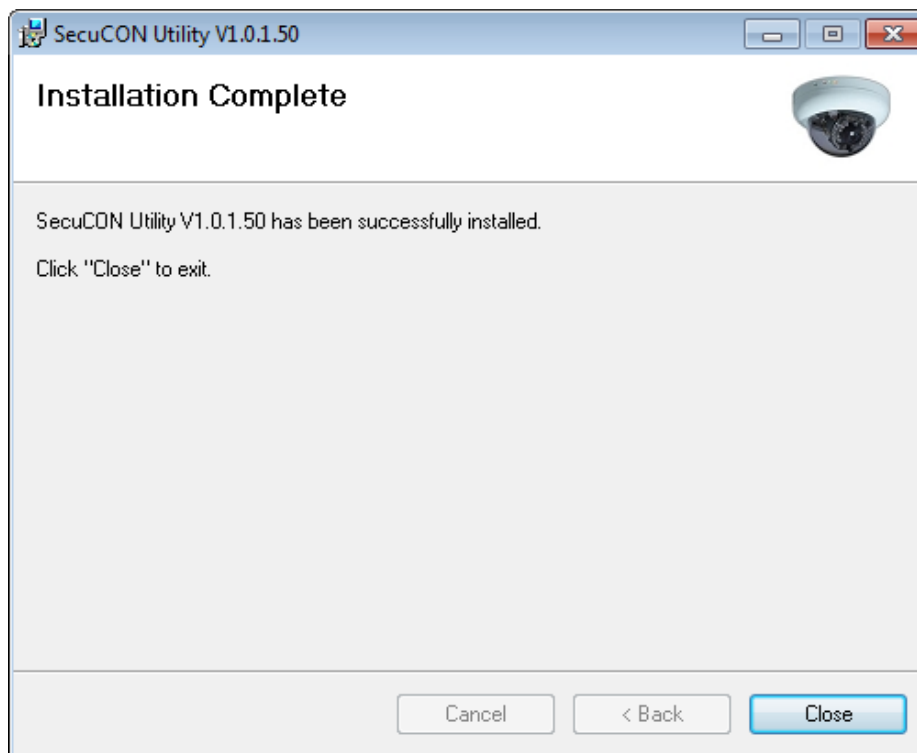 SecuCON Utility V1.0.1.50
Installation Complete
SecuCON Utility V1.0.1.50 has been successfully installed.
Click "Close" to exit.
Cancel
< Back
Close